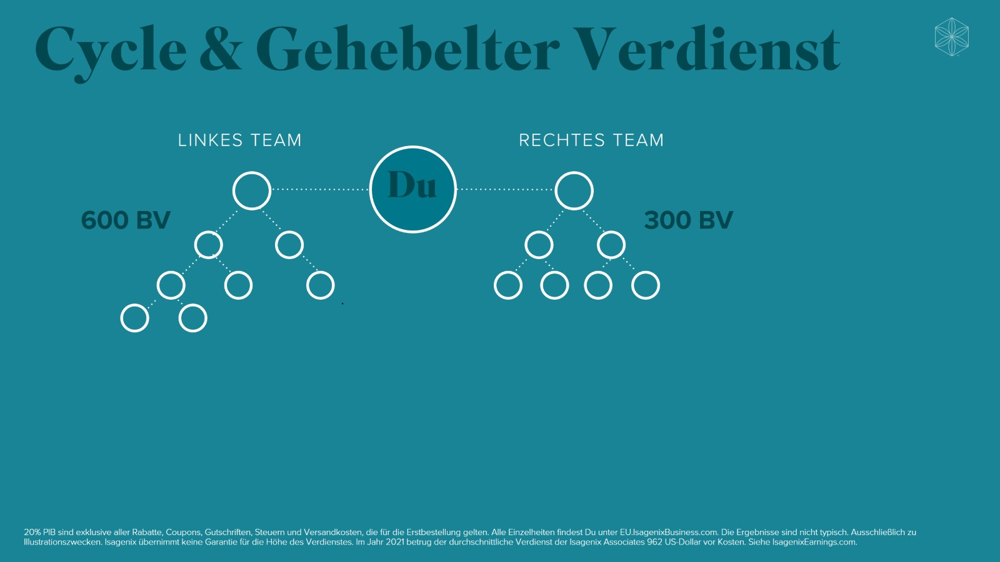 Cycle & Gehebelter Verdienst
LINKES TEAM
RECHTES TEAM
Du
600 BV
300 BV
20% PIB sind exklusive aller Rabatte, Coupons, Gutschriften, Steuern und Versandkosten, die für die Erstbestellung gelten. Alle Einzelheiten findest Du unter EU.IsagenixBusiness.com. Die Ergebnisse sind nicht typisch. Ausschließlich zu
Illustrationszwecken. Isagenix übernimmt keine Garantie für die Höhe des Verdienstes. Im Jahr 2021 betrug der durchschnittliche Verdienst der Isagenix Associates 962 US-Dollar vor Kosten. Siehe IsagenixEarnings.com.